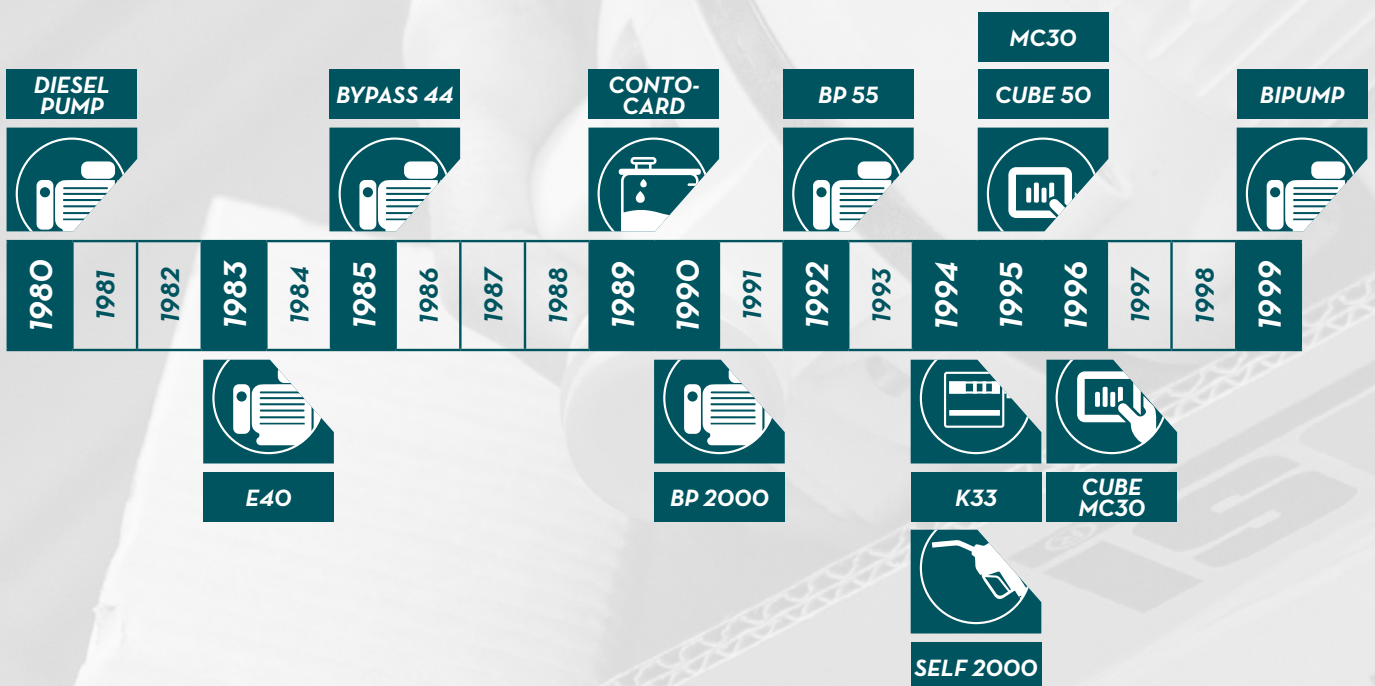 MC30
DIESEL
PUMP
BYPASS 44
CONTO-
CARD
BP 55
CUBE 50
BIPUMP
1980
1981
1982
1983
1984
1985
1986
1987
1988
1989
1990
1991
1992
1993
1994
1995
1996
1997
1998
1999
E40
BP 2000
K33
CUBE
MC30
SELF 2000